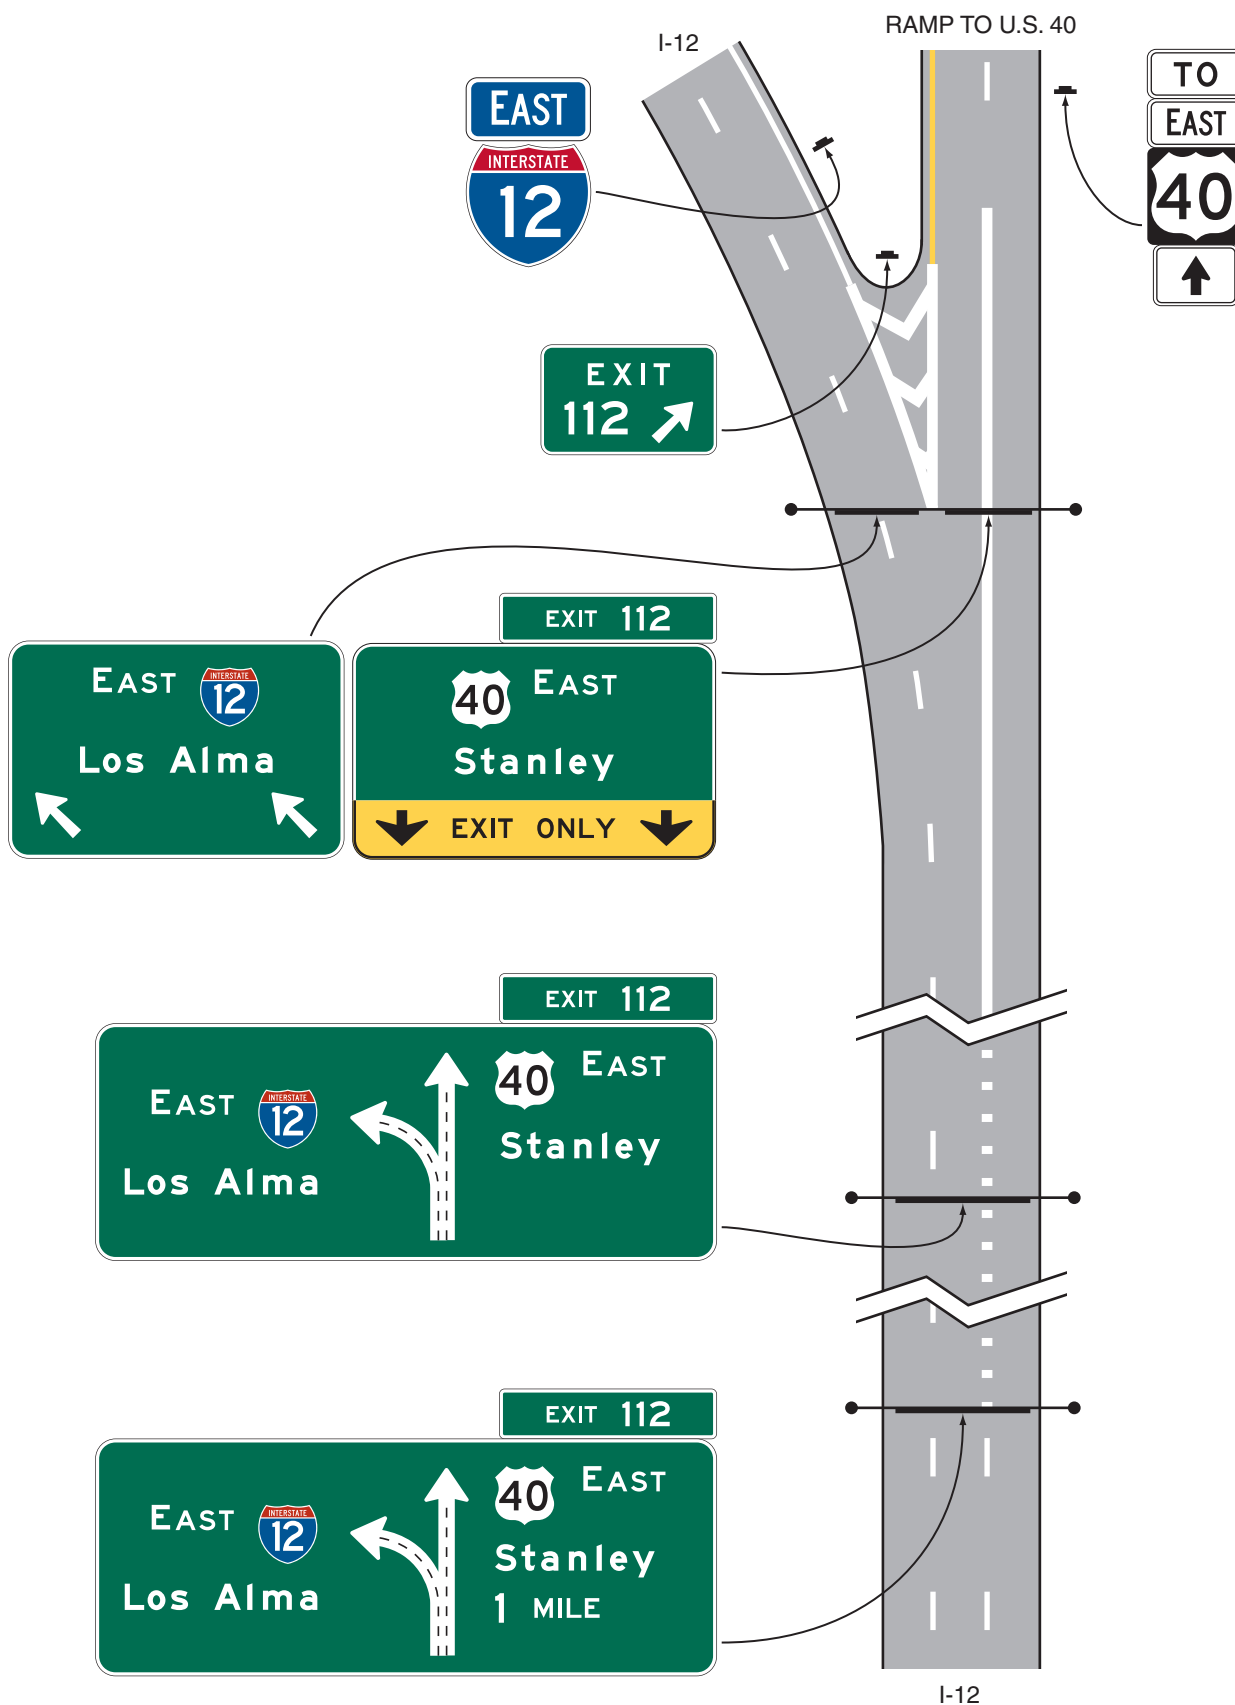 I-12
RAMP TO U.S. 40
EAST
INTERSTATE
12
TO
EAST
40
EXIT
112
EXIT 112
EAST
INTERSTATE
12
Los Alma
40
EAST
Stanley
EXIT ONLY
EXIT 112
EAST
INTERSTATE
12
Los Alma
40
EAST
Stanley
EXIT 112
EAST
INTERSTATE
12
Los Alma
40
EAST
Stanley
1 MILE
I-12